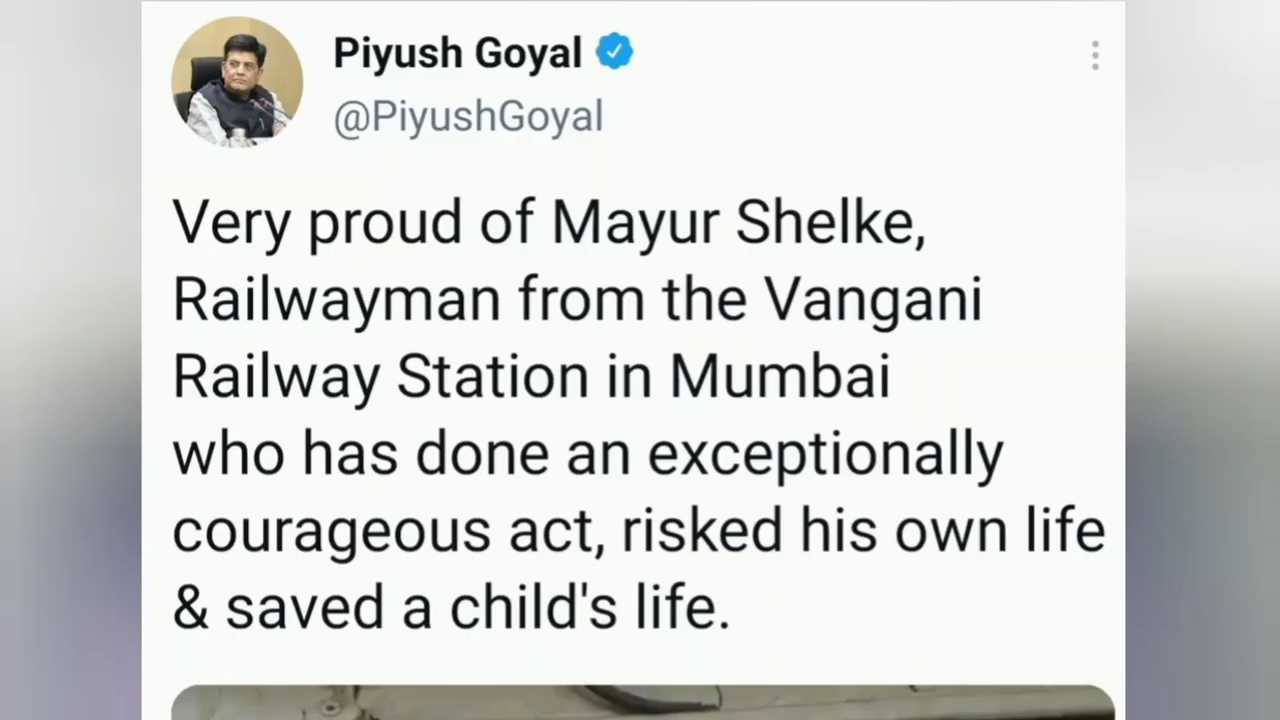 Piyush Goyal
@PiyushGoyal
Very proud of Mayur Shelke,
Railwayman from the Vangani
Railway Station in Mumbai
who has done an exceptionally
courageous act, risked his own life
& saved a child's life.